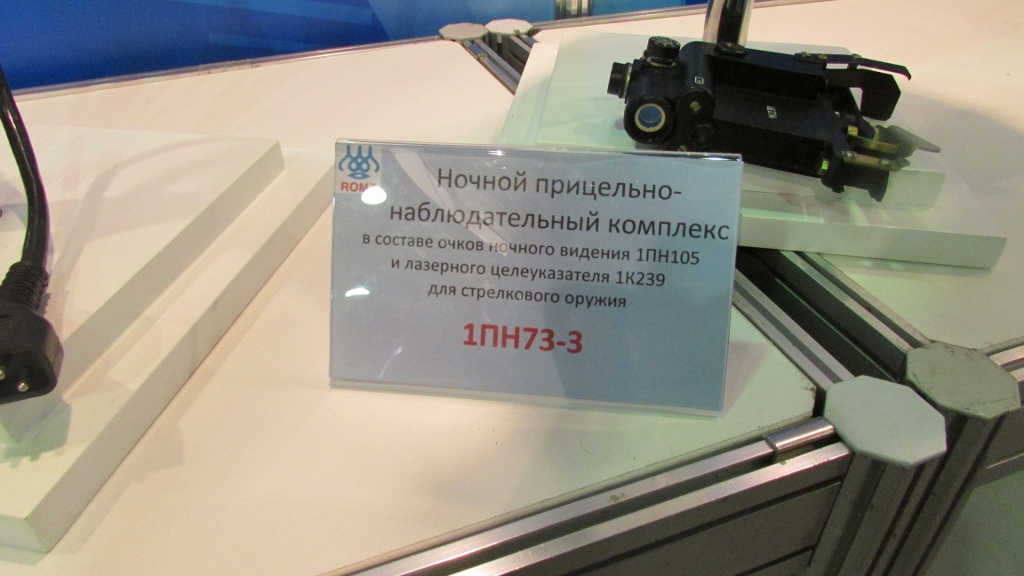 Ночной прицельно-
наблюдательный комплекс
в составе очков ночного видения 1ПН105
и лазерного целеуказателя 1К239
для стрелкового оружия
1ПН73-3